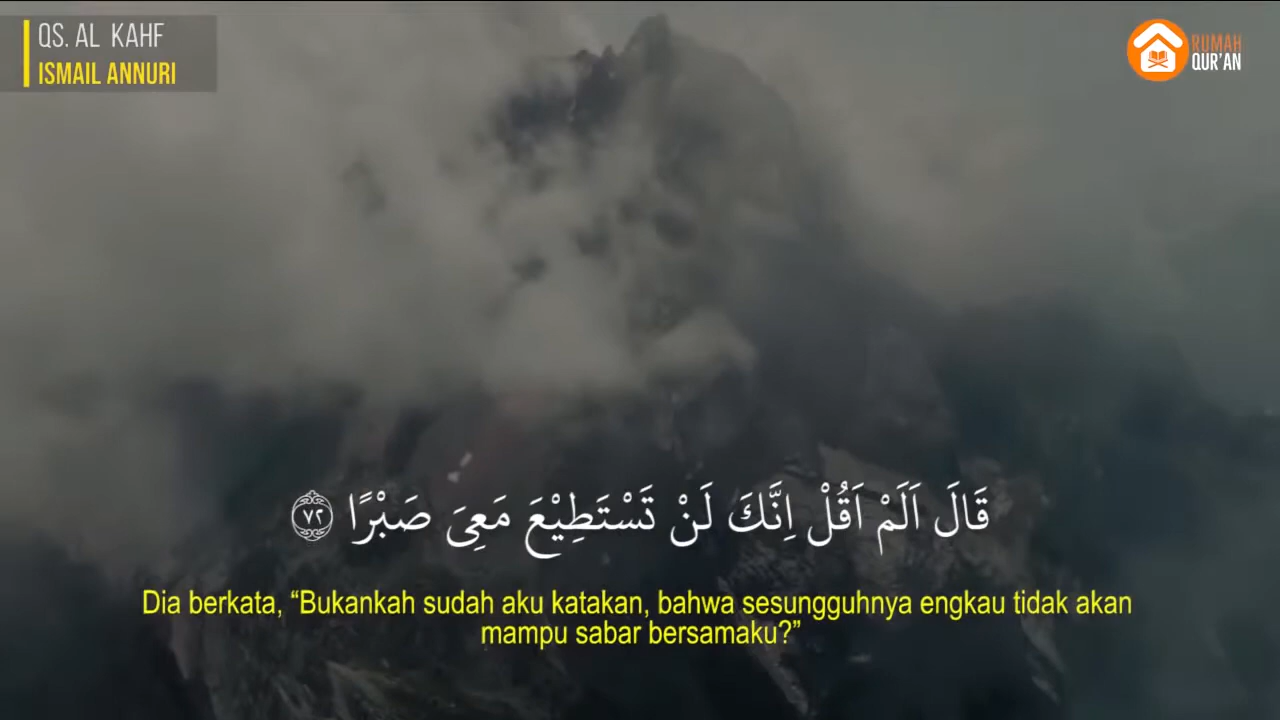 QS. AL KAHF
ISMAIL ANNURI
RUMAH
QUR'AN
قَالَ اَلَمْ اَقُلْ اِنَّكَ لَنْ تَسْتَطِيْعَ مَعِيَ صَبْرًا ۝٧٢
Dia berkata, “Bukankah sudah aku katakan, bahwa sesungguhnya engkau tidak akan
mampu sabar bersamaku?”